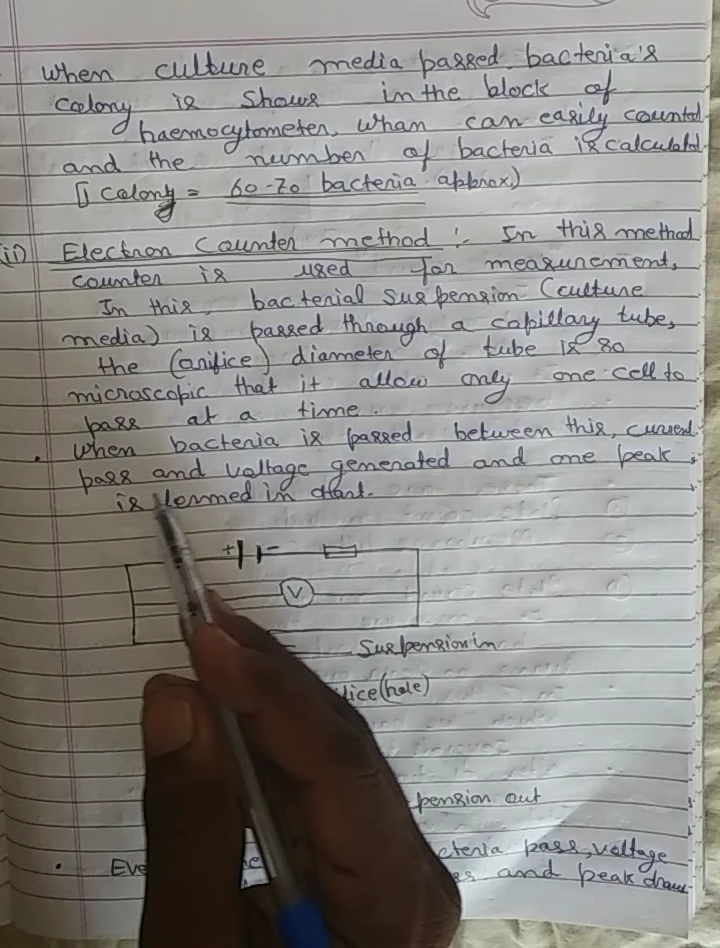 When culture media passed bacteria's
Colony is shows in the block of
haemocytometer, whan can easily counted
and the number of bacteria is calculated
[1 Colony = 60-70 bacteria approx.)
(ii) Electron Counter method :- In this method
counter is used for measurement,
In this, bacterial suspension (culture
media) is passed through a capillary tube,
the (orifice) diameter of tube is so
microscopic that it allow only one cell to
pass at a time.
• When bacteria is passed between this, current
pass and voltage generated and one peak
is formed in chart.
+ -
V
Suspension in
(hole)
out
pass, voltage
and peak draw